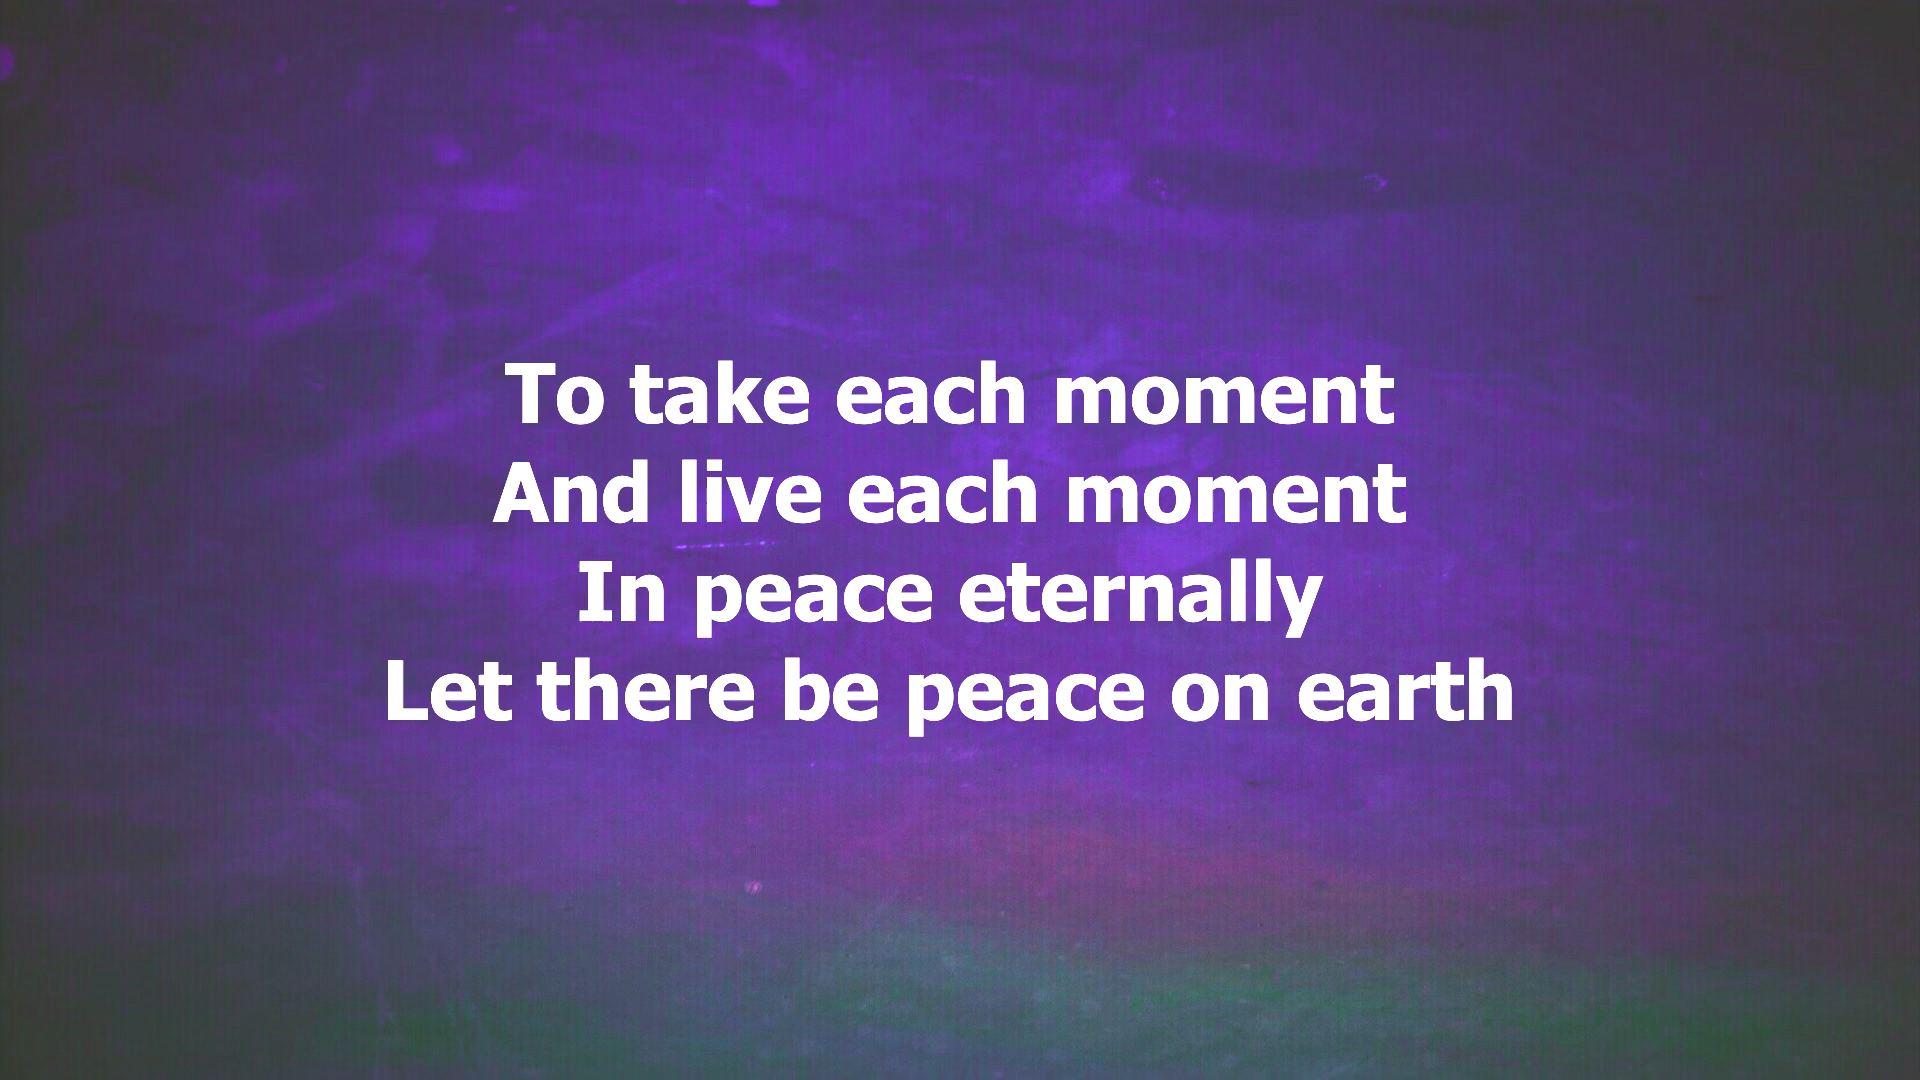 To take each moment
And live each moment
In peace eternally
Let there be peace on earth